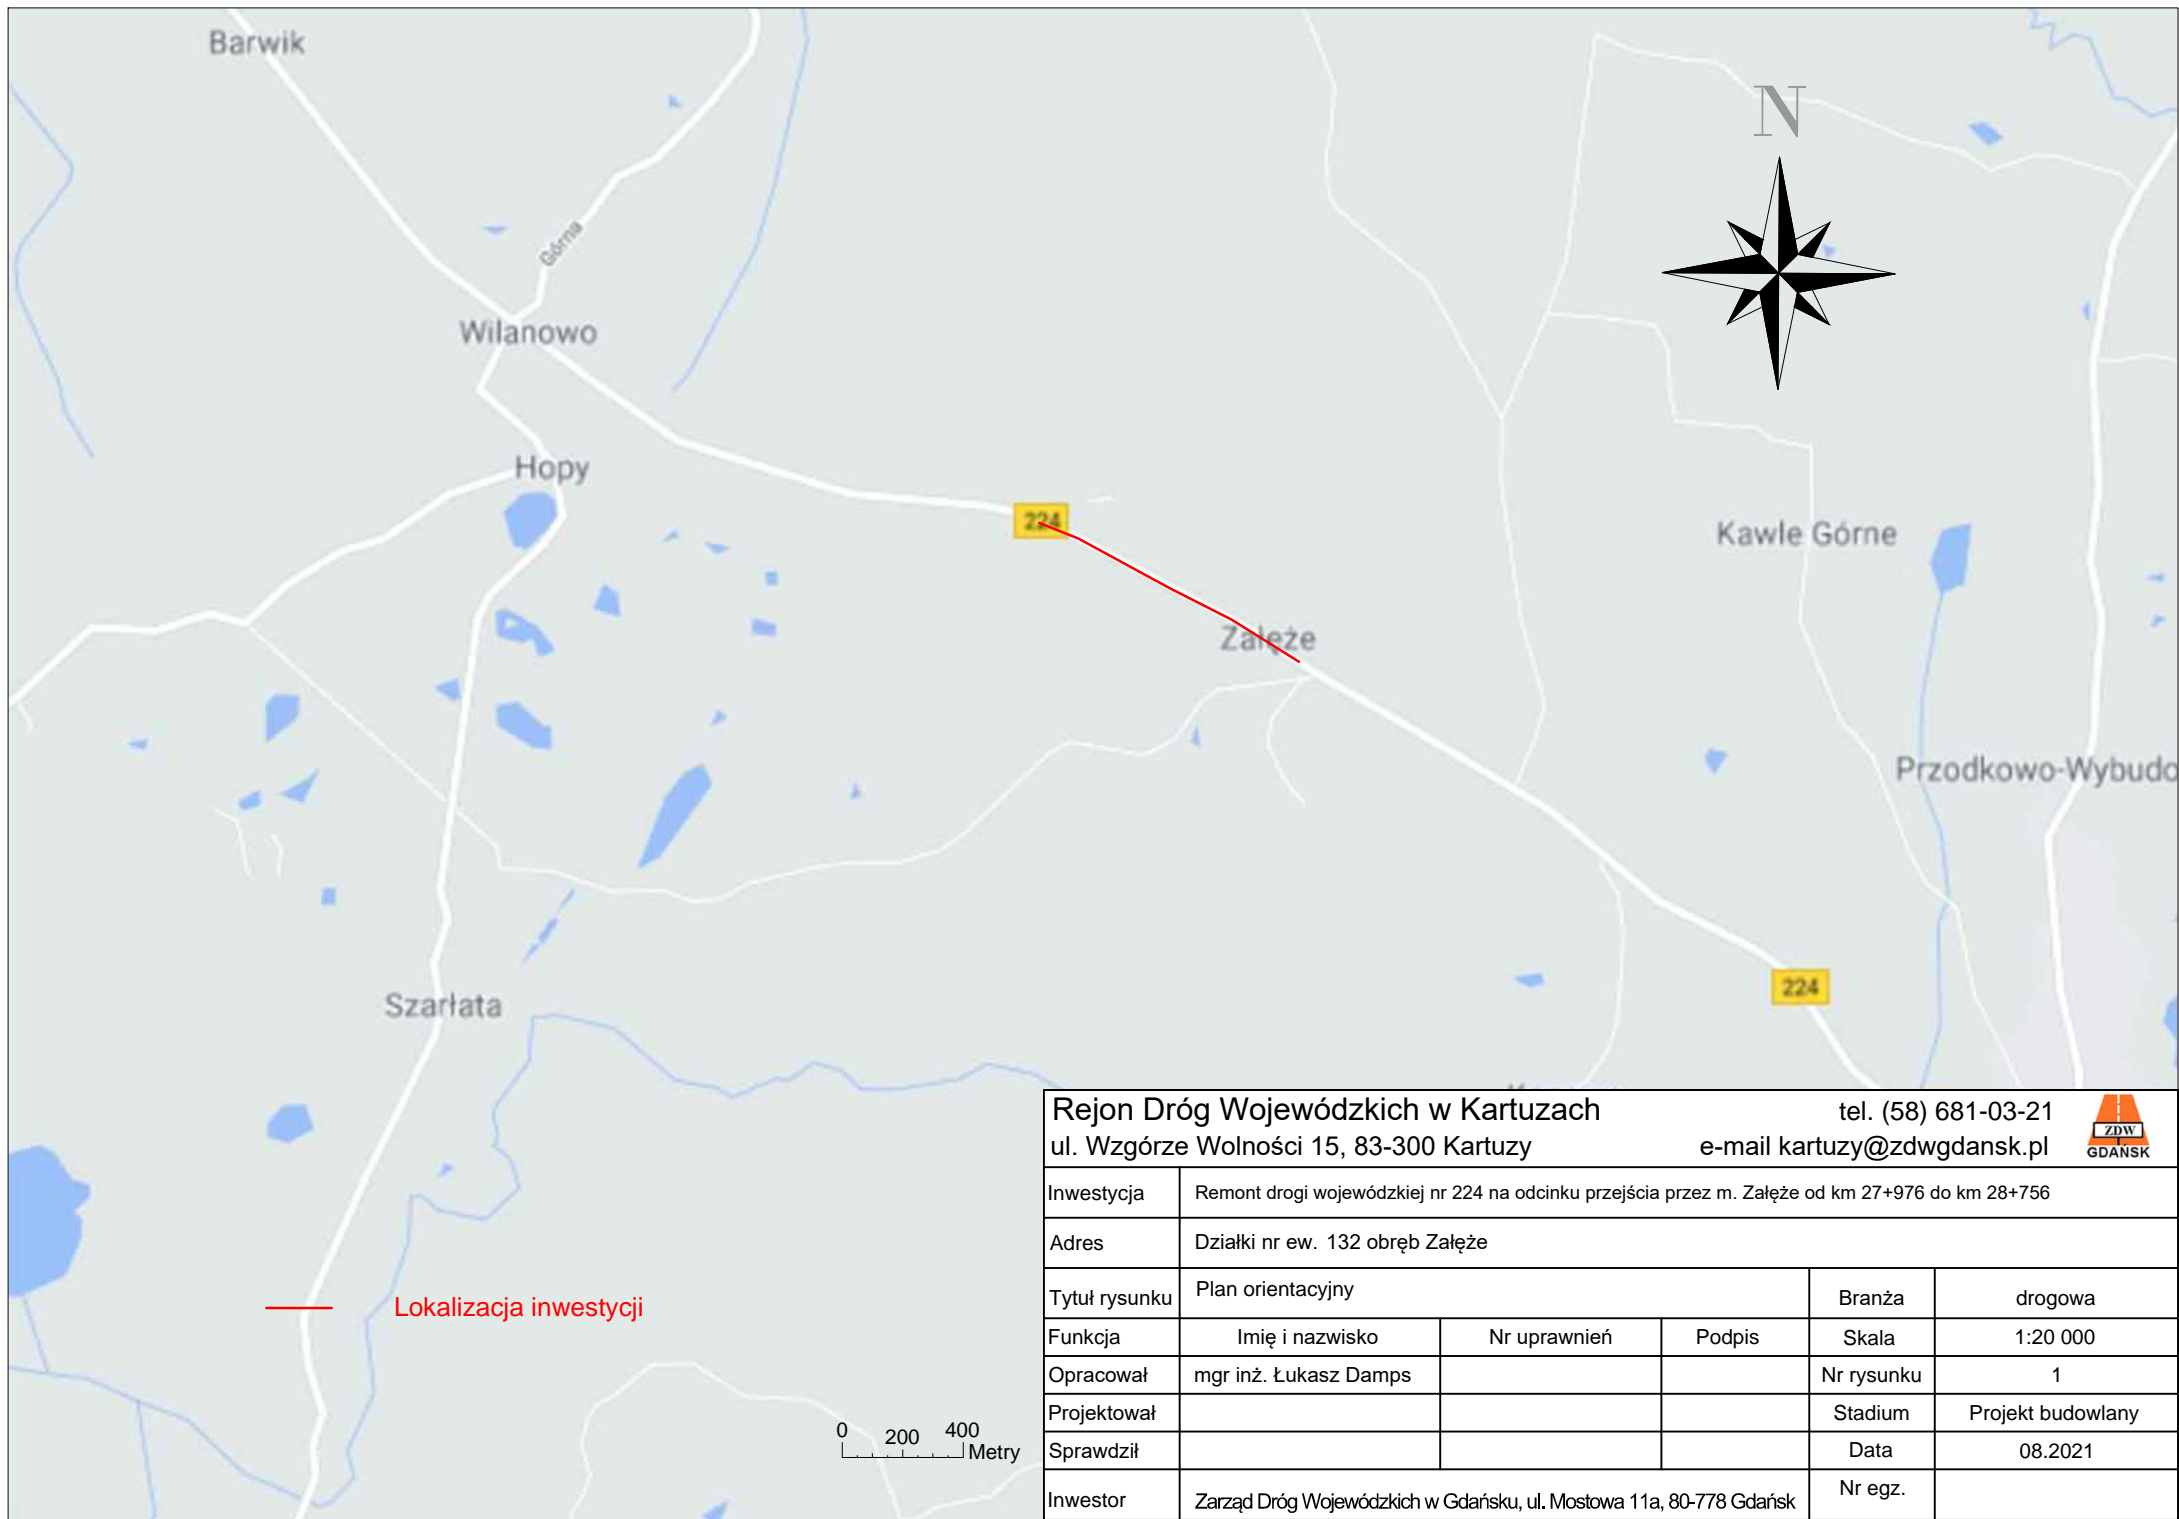 Barwik
N
Górna
Wilanowo
Hopy
224
Kawle Górne
Załęże
Przodkowo-Wybudo
224
Szarłata
Lokalizacja inwestycji
0 200 400
Metry
Rejon Dróg Wojewódzkich w Kartuzach tel. (58) 681-03-21
ul. Wzgórze Wolności 15, 83-300 Kartuzy e-mail kartuzy@zdwgdansk.pl
ZDW
GDAŃSK
Inwestycja Remont drogi wojewódzkiej nr 224 na odcinku przejścia przez m. Załęże od km 27+976 do km 28+756
Adres Działki nr ew. 132 obręb Załęże
Tytuł rysunku Plan orientacyjny Branża drogowa
Funkcja Imię i nazwisko Nr uprawnień Podpis Skala 1:20 000
Opracował mgr inż. Łukasz Damps Nr rysunku 1
Projektował Stadium Projekt budowlany
Sprawdził Data 08.2021
Inwestor Zarząd Dróg Wojewódzkich w Gdańsku, ul. Mostowa 11a, 80-778 Gdańsk Nr egz.